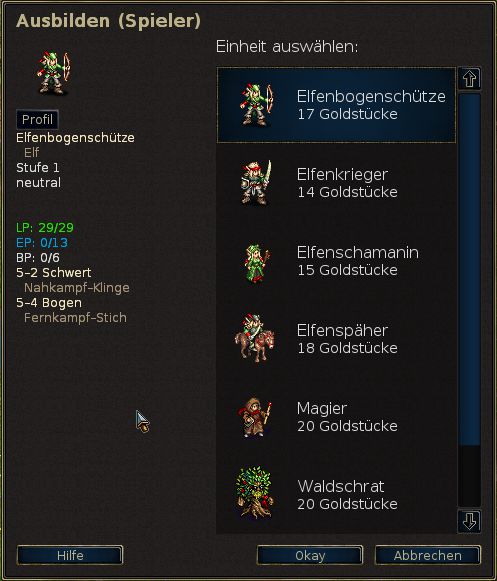 Ausbilden (Spieler)
Einheit auswählen:
Profil
Elfenbogenschütze
Elf
Stufe 1
neutral
LP: 29/29
EP: 0/13
BP: 0/6
5–2 Schwert
Nahkampf–Klinge
5–4 Bogen
Fernkampf–Stich
Elfenbogenschütze
17 Goldstücke
Elfenkrieger
14 Goldstücke
Elfenschamanin
15 Goldstücke
Elfenspäher
18 Goldstücke
Magier
20 Goldstücke
Waldschrat
20 Goldstücke
Hilfe
Okay
Abbrechen